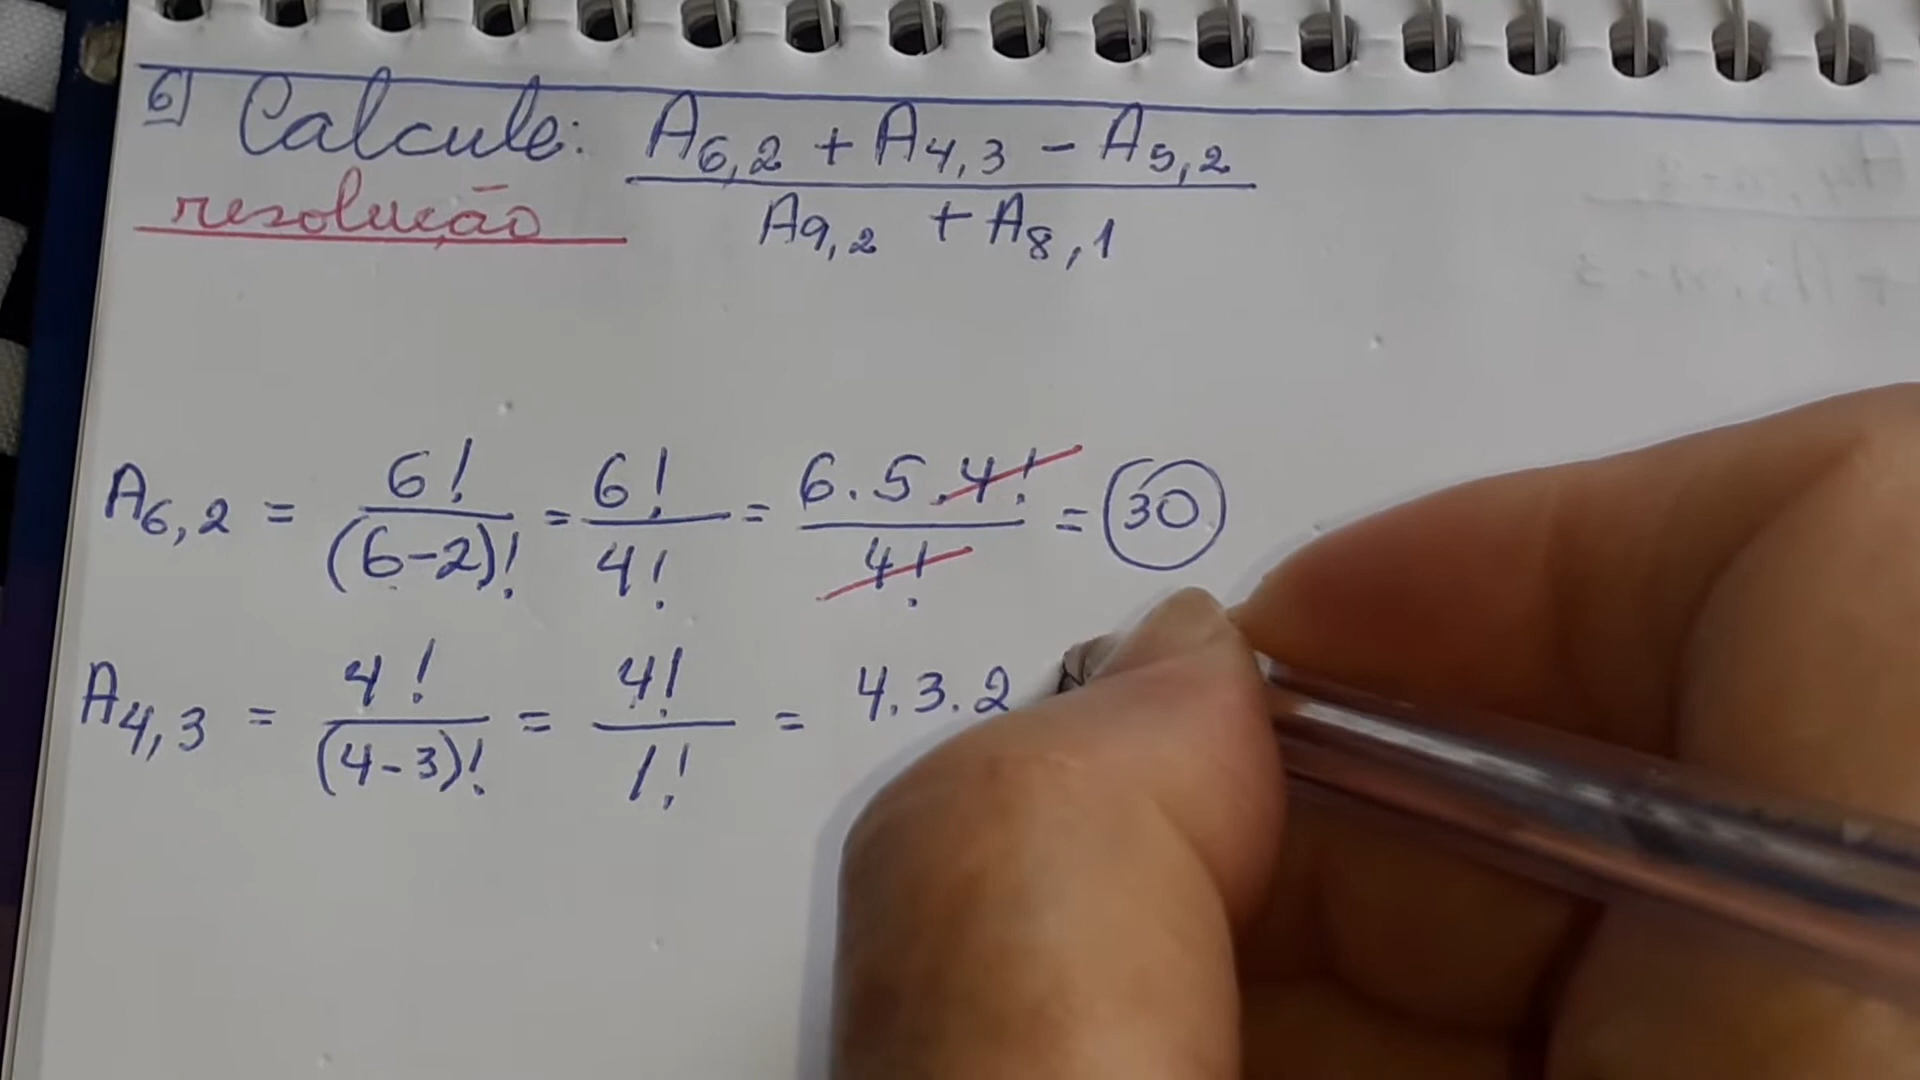 6] Calcule: A6,2 + A4,3 - A5,2 / A9,2 + A8,1
resolução
A6,2 = 6!/(6-2)! = 6!/4! = 6.5.4!/4! = 30
A4,3 = 4!/(4-3)! = 4!/1! = 4.3.2